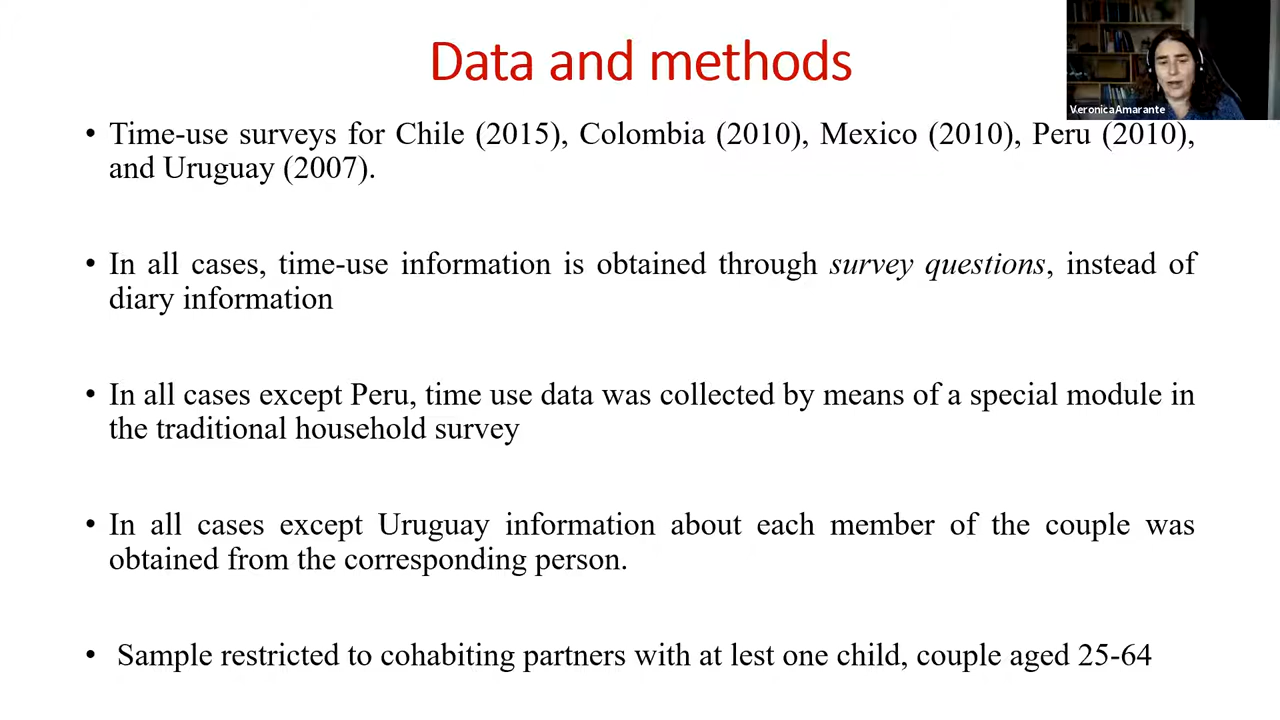 Data and methods
Veronica Amarante
• Time-use surveys for Chile (2015), Colombia (2010), Mexico (2010), Peru (2010),
and Uruguay (2007).
• In all cases, time-use information is obtained through survey questions, instead of
diary information
• In all cases except Peru, time use data was collected by means of a special module in
the traditional household survey
• In all cases except Uruguay information about each member of the couple was
obtained from the corresponding person.
• Sample restricted to cohabiting partners with at lest one child, couple aged 25-64